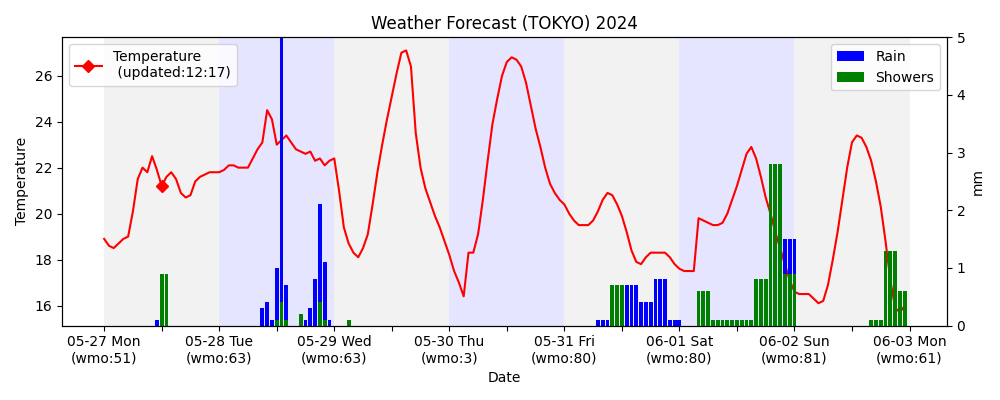 Weather Forecast (TOKYO) 2024
Temperature
(updated:12:17)
Rain
Showers
Temperature
26
24
22
20
18
16
5
4
3
2
1
0
mm
05-27 Mon
(wmo:51)
05-28 Tue
(wmo:63)
05-29 Wed
(wmo:63)
05-30 Thu
(wmo:3)
05-31 Fri
(wmo:80)
06-01 Sat
(wmo:80)
06-02 Sun
(wmo:81)
06-03 Mon
(wmo:61)
Date